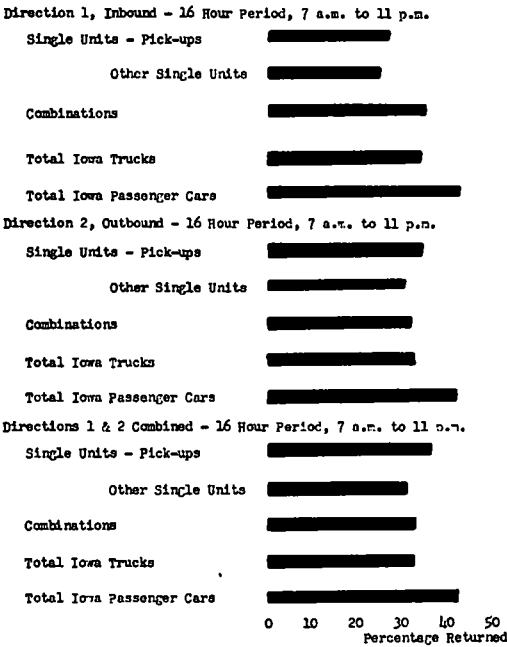 Direction 1, Inbound - 16 Hour Period, 7 a.m. to 11 p.m.
Single Units - Pick-ups
Other Single Units
Combinations
Total Iowa Trucks
Total Iowa Passenger Cars
Direction 2, Outbound - 16 Hour Period, 7 a.m. to 11 p.m.
Single Units - Pick-ups
Other Single Units
Combinations
Total Iowa Trucks
Total Iowa Passenger Cars
Directions 1 & 2 Combined - 16 Hour Period, 7 a.m. to 11 p.m.
Single Units - Pick-ups
Other Single Units
Combinations
Total Iowa Trucks
Total Iowa Passenger Cars
0 10 20 30 40 50
Percentage Returned